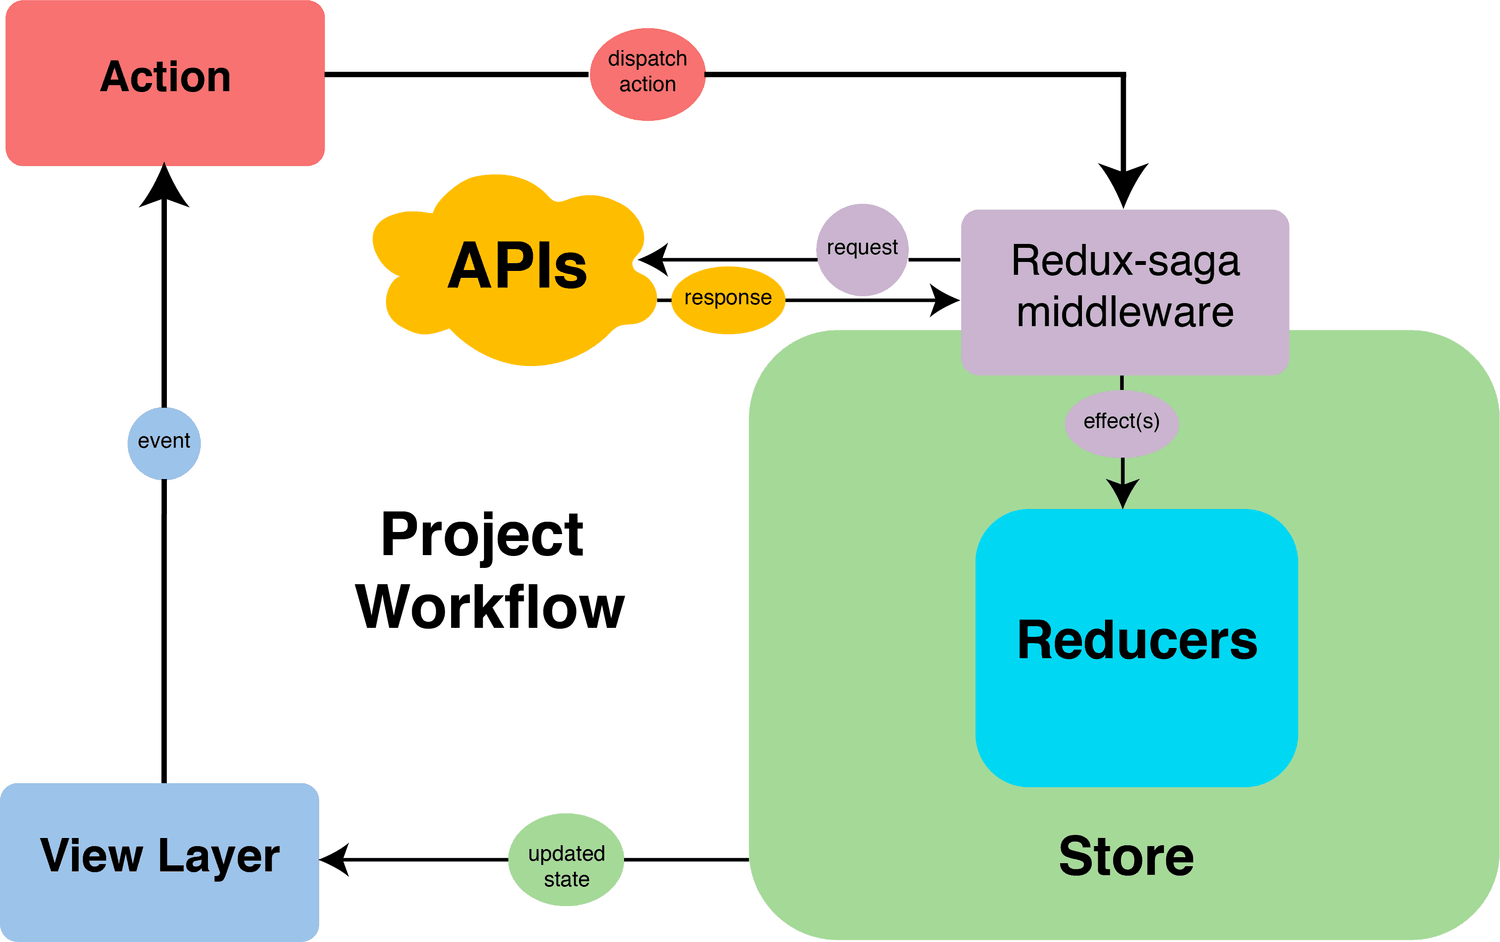 Action
dispatch
action
APIs
request
response
Redux-saga
middleware
effect(s)
event
Project
Workflow
Reducers
View Layer
updated
state
Store